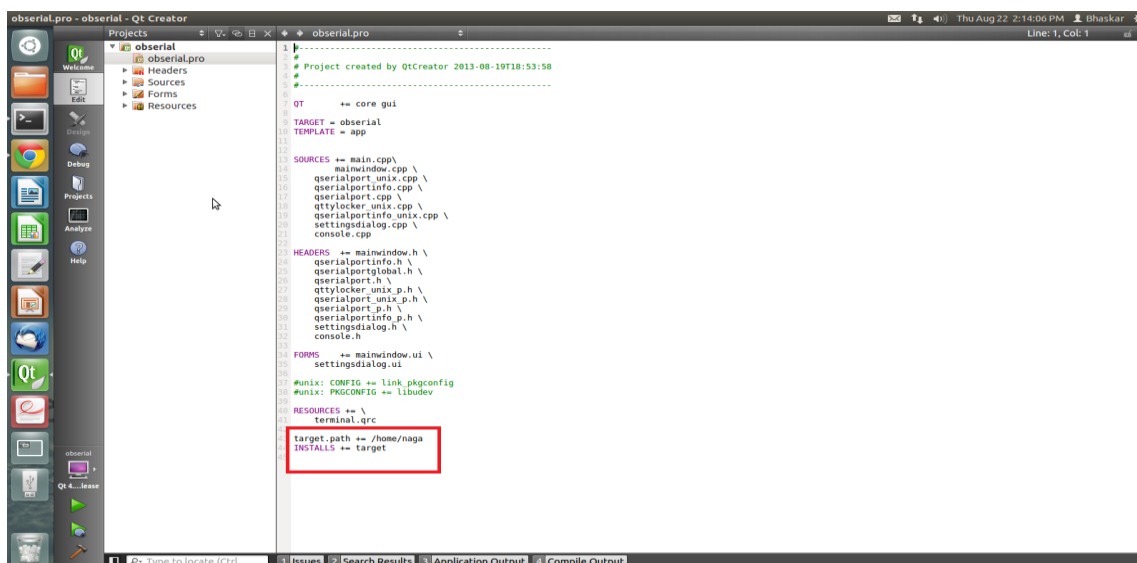 obserial.pro - obserial - Qt Creator
Thu Aug 22 2:14:06 PM Bhaskar
Projects
obserial.pro
Line: 1, Col: 1
Welcome
Edit
Design
Debug
Projects
Analyze
Help
obserial
Qt 4....lease
obserial
obserial.pro
Headers
Sources
Forms
Resources
1 #-------------------------------------------------
2 #
3 # Project created by QtCreator 2013-08-19T18:53:58
4 #
5 #-------------------------------------------------
6
7 QT       += core gui
8
9 TARGET = obserial
10 TEMPLATE = app
11
12
13 SOURCES += main.cpp\
14         mainwindow.cpp \
15     qserialport_unix.cpp \
16     qserialportinfo.cpp \
17     qserialport.cpp \
18     qttylocker_unix.cpp \
19     qserialportinfo_unix.cpp \
20     settingsdialog.cpp \
21     console.cpp
22
23 HEADERS  += mainwindow.h \
24     qserialportinfo.h \
25     qserialportglobal.h \
26     qserialport.h \
27     qttylocker_unix_p.h \
28     qserialport_unix_p.h \
29     qserialport_p.h \
30     qserialportinfo_p.h \
31     settingsdialog.h \
32     console.h
33
34 FORMS    += mainwindow.ui \
35     settingsdialog.ui
36
37 #unix: CONFIG += link_pkgconfig
38 #unix: PKGCONFIG += libudev
39
40 RESOURCES += \
41     terminal.qrc
42
43 target.path += /home/naga
44 INSTALLS += target
45
Type to locate (Ctrl
1 Issues 2 Search Results 3 Application Output 4 Compile Output